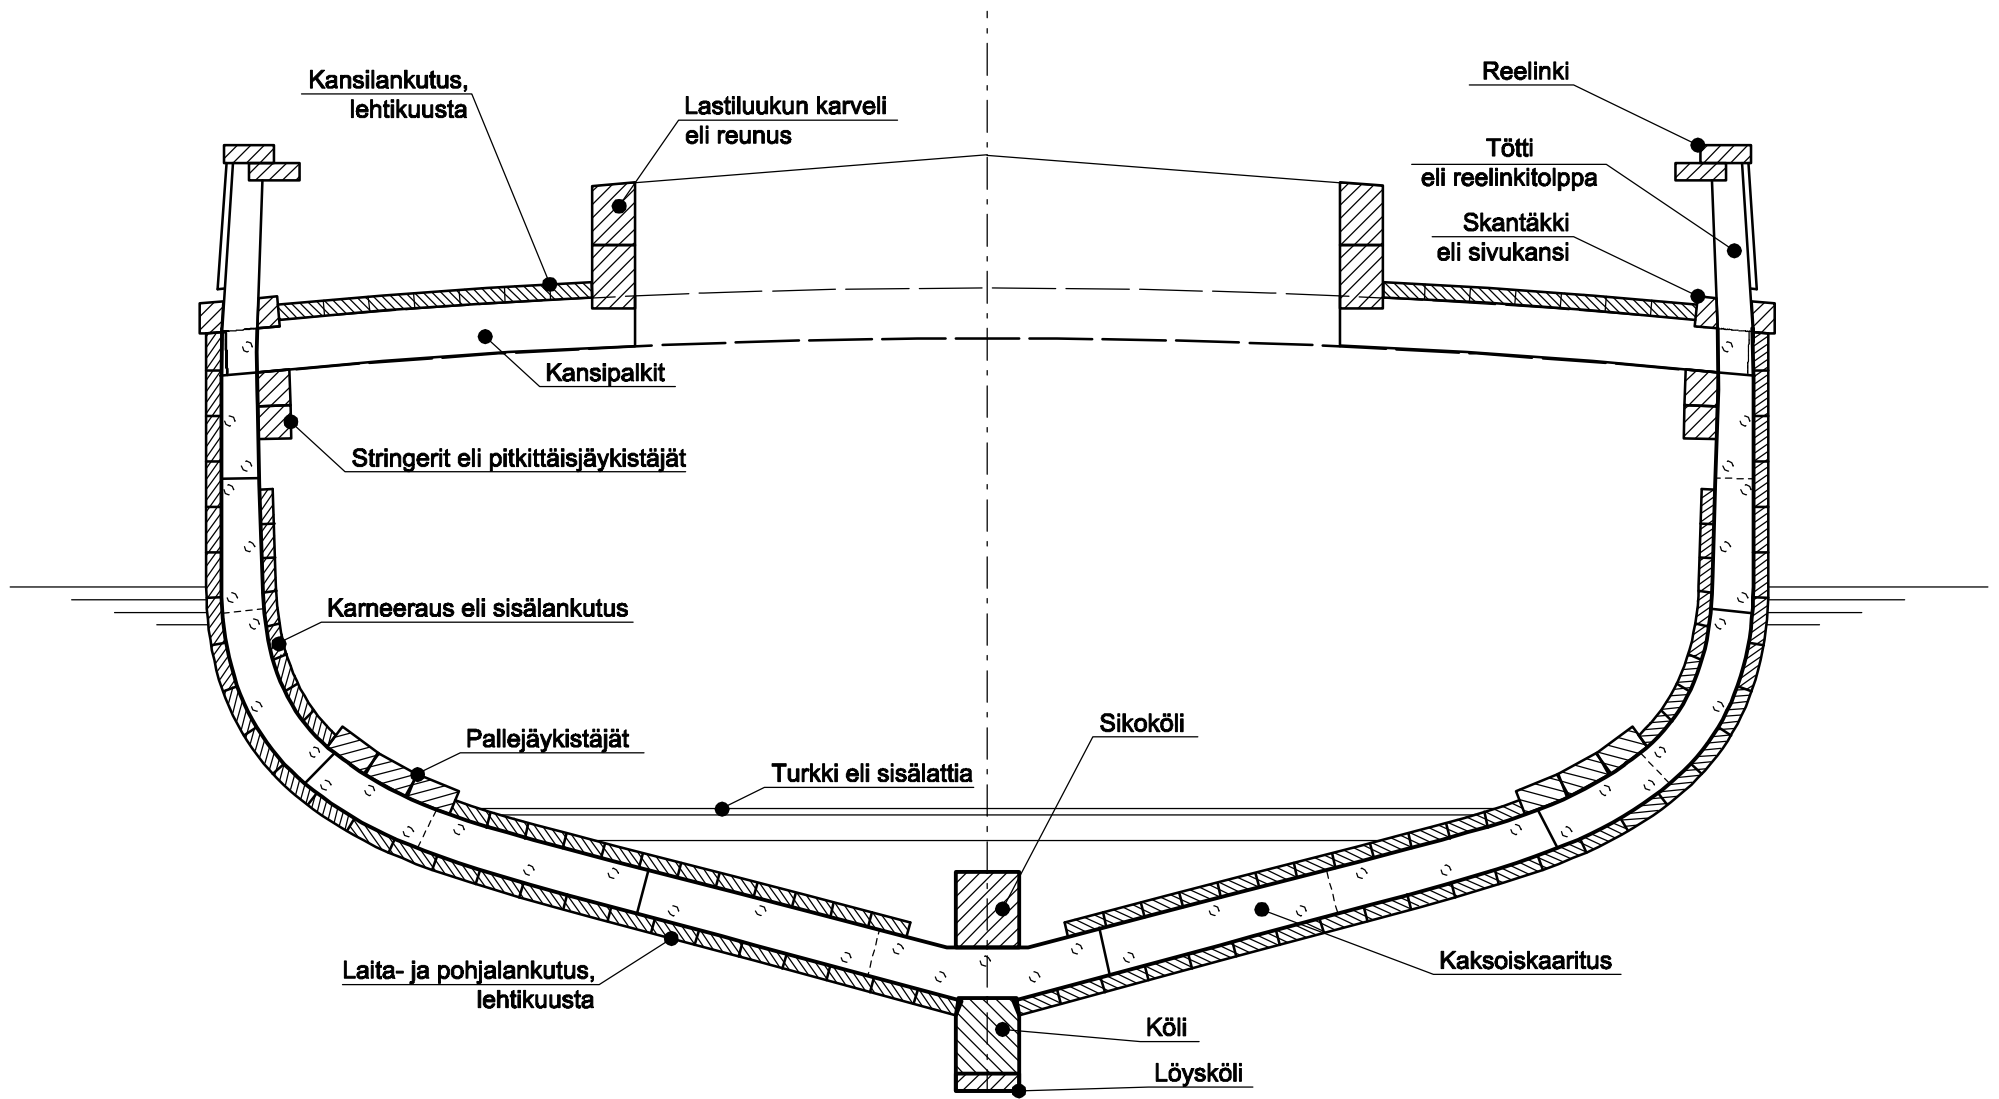 Kansilankutus,
lehtikuusta
Lastiluukun karveli
eli reunus
Reelinki
Tötti
eli reelinkitolppa
Skantäkki
eli sivukansi
Kansipalkit
Stringerit eli pitkittäisjäykistäjät
Karneeraus eli sisälankutus
Pallejäykistäjät
Sikoköli
Turkki eli sisälattia
Laita- ja pohjalankutus,
lehtikuusta
Kaksoiskaaritus
Köli
Löysköli